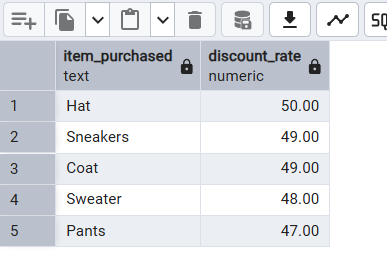 SQ
item_purchased discount_rate
text numeric
1 Hat 50.00
2 Sneakers 49.00
3 Coat 49.00
4 Sweater 48.00
5 Pants 47.00